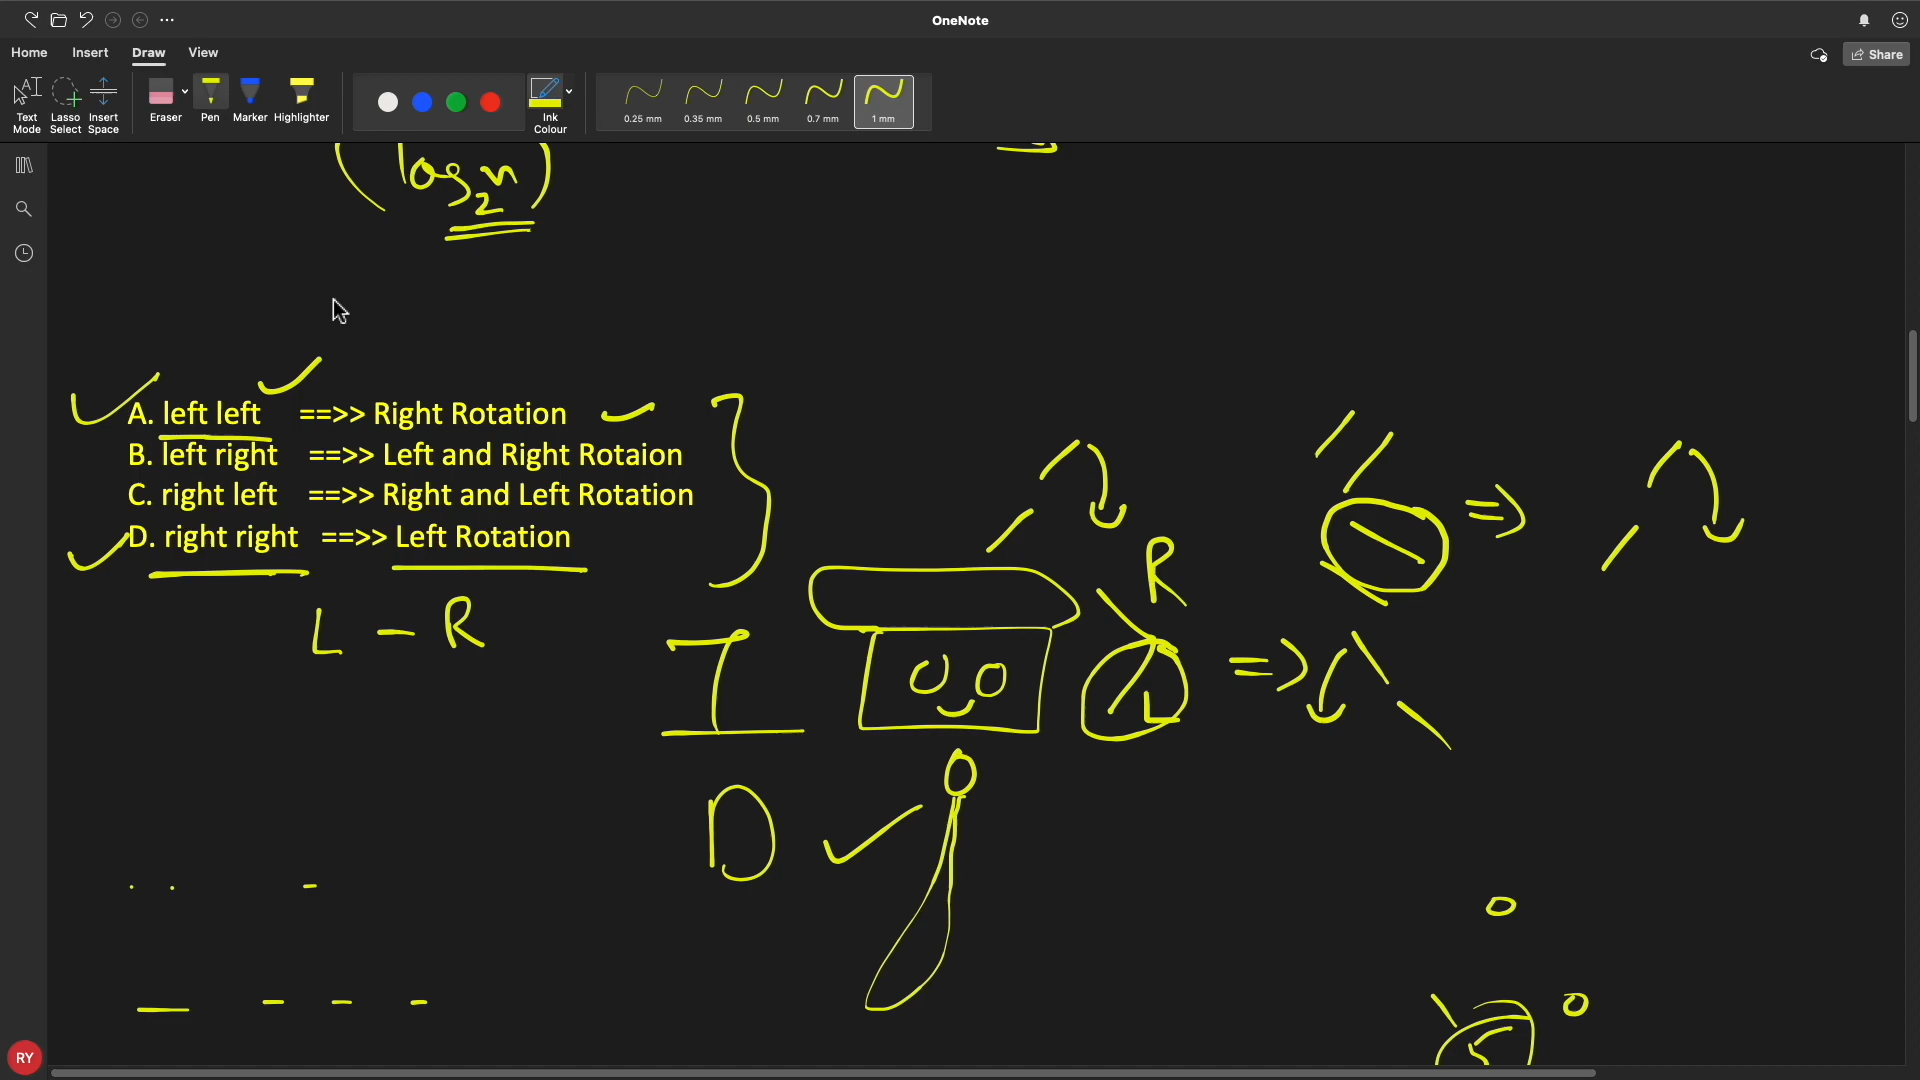 OneNote
Home Insert Draw View
Share
Text Mode
Lasso Select
Insert Space
Eraser
Pen
Marker
Highlighter
Ink Colour
0.25 mm
0.35 mm
0.5 mm
0.7 mm
1 mm
(log₂n)
A. left left ==>> Right Rotation
B. left right ==>> Left and Right Rotaion
C. right left ==>> Right and Left Rotation
D. right right ==>> Left Rotation
L - R
R
L
=>
=>
I
D
RY